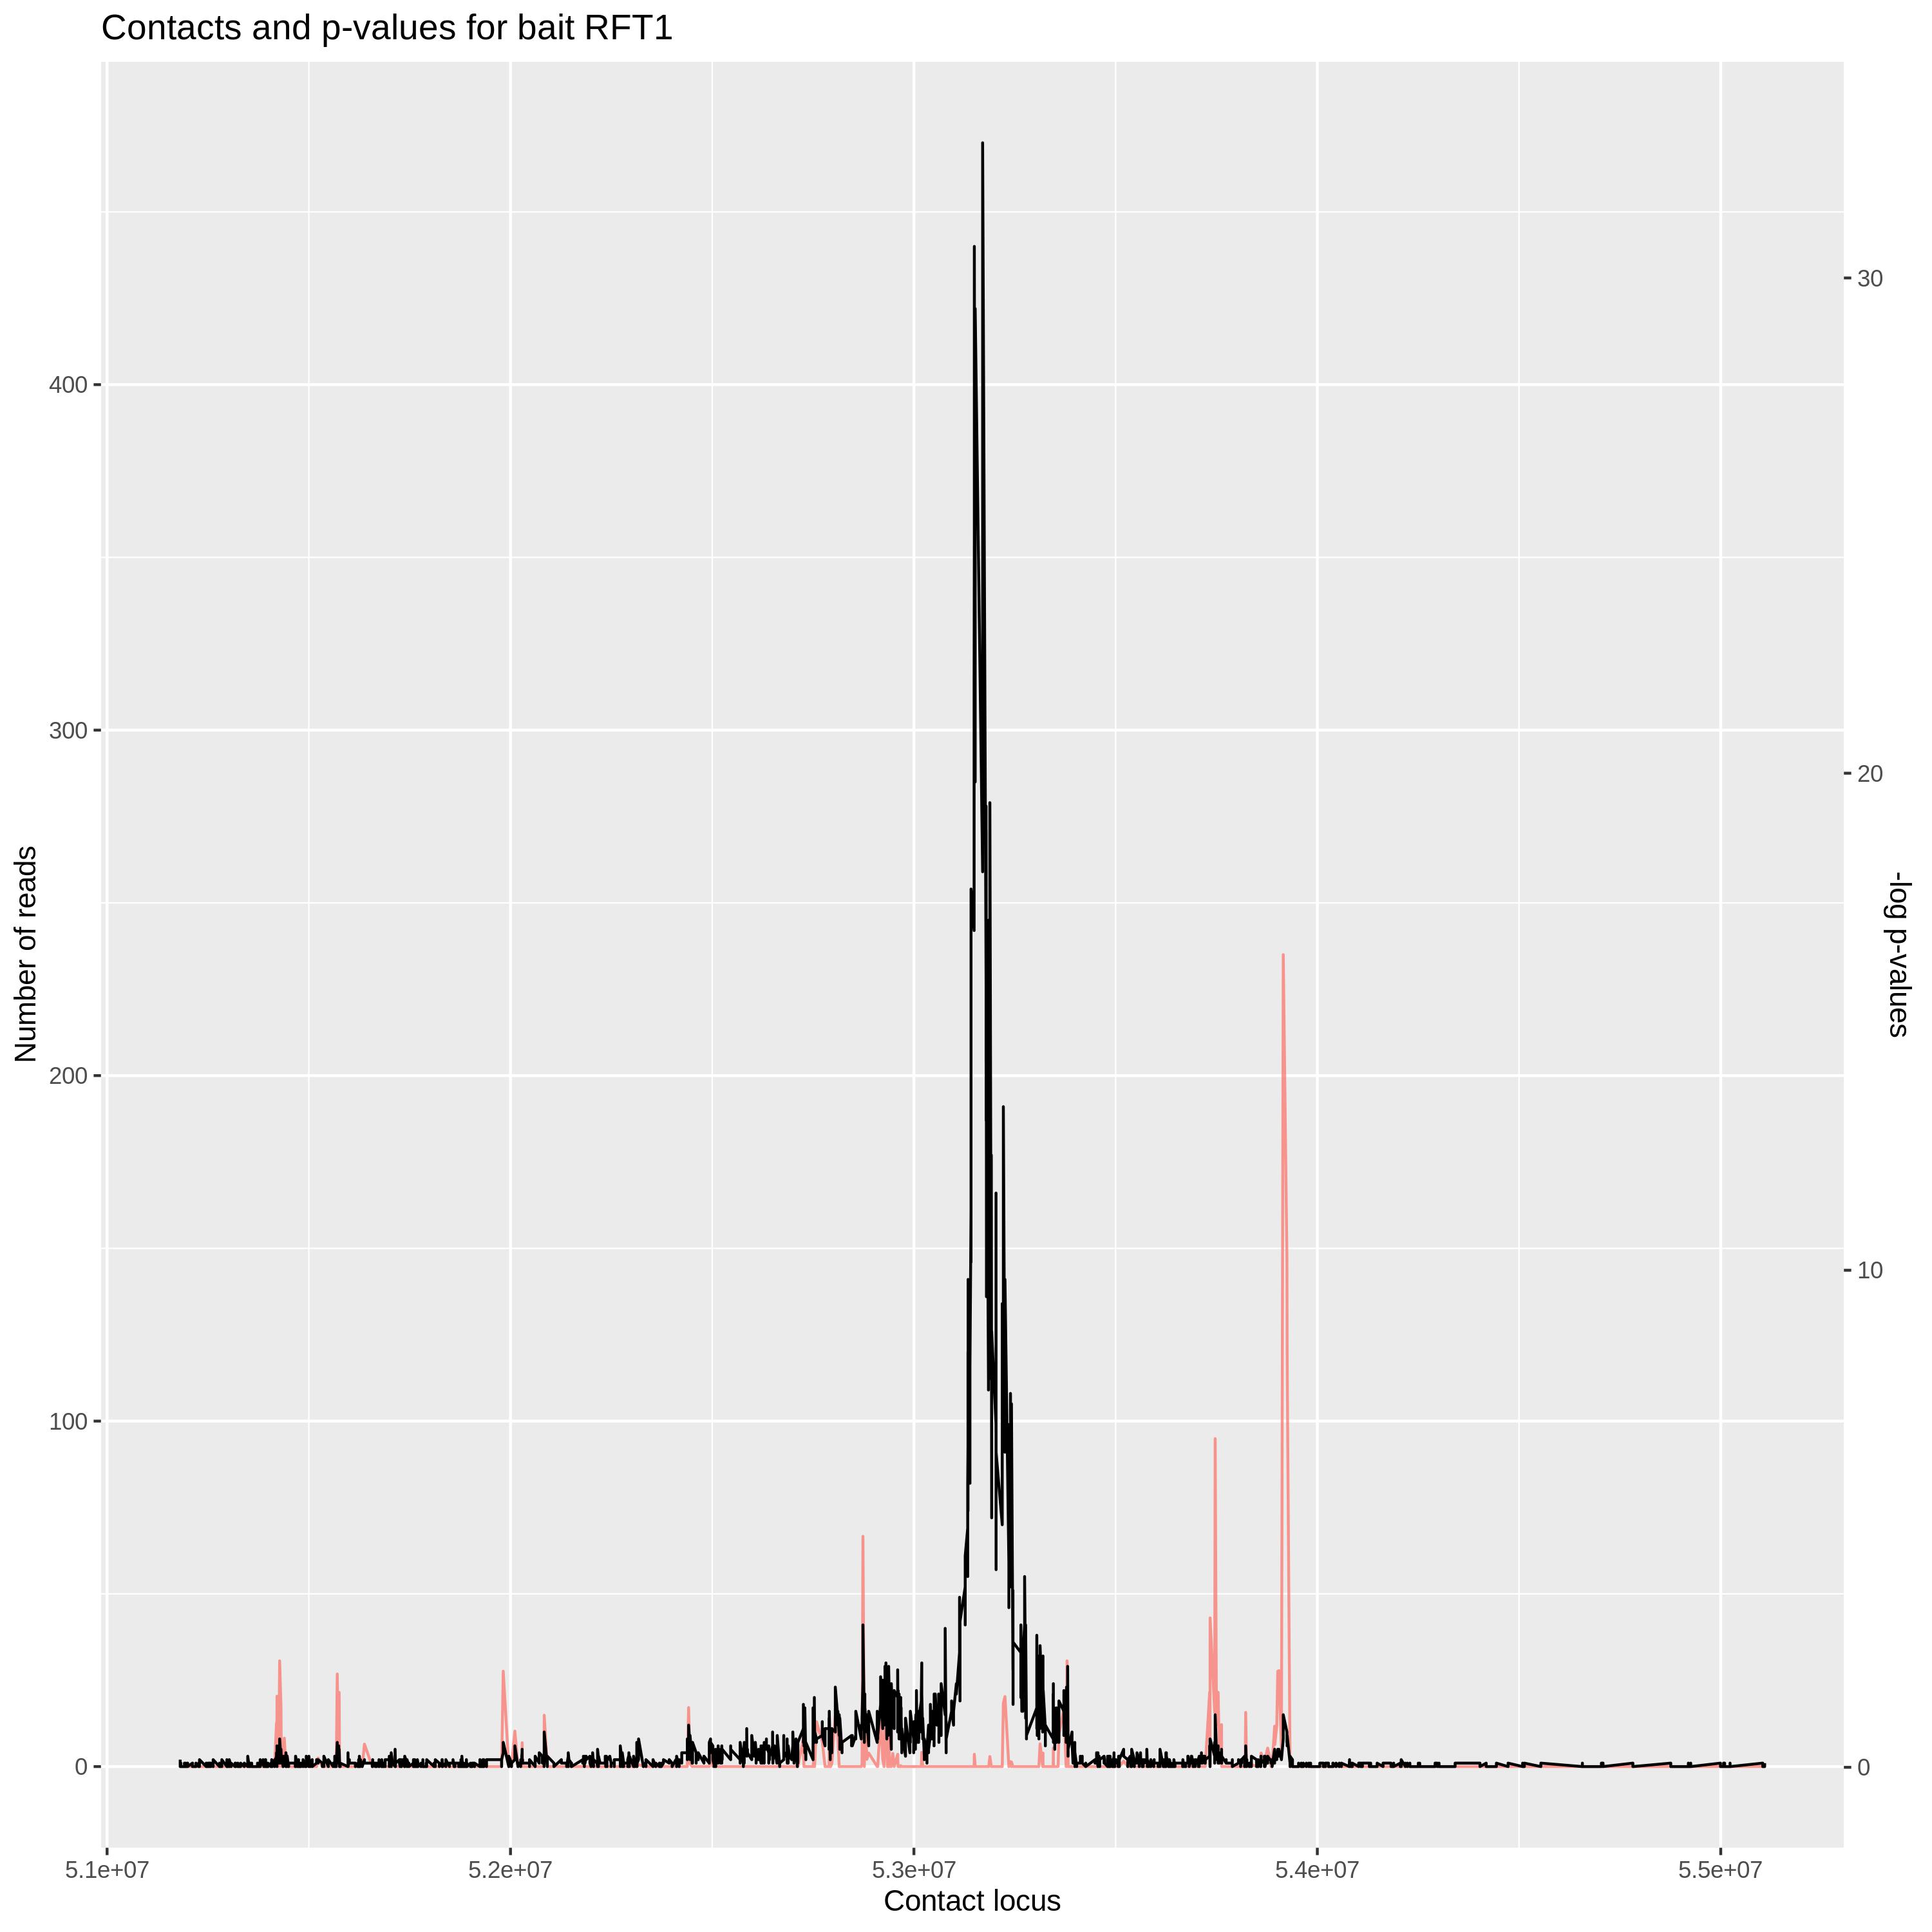 Contacts and p-values for bait RFT1
400
300
200
100
0
Number of reads
30
20
10
0
-log p-values
5.1e+07
5.2e+07
5.3e+07
5.4e+07
5.5e+07
Contact locus